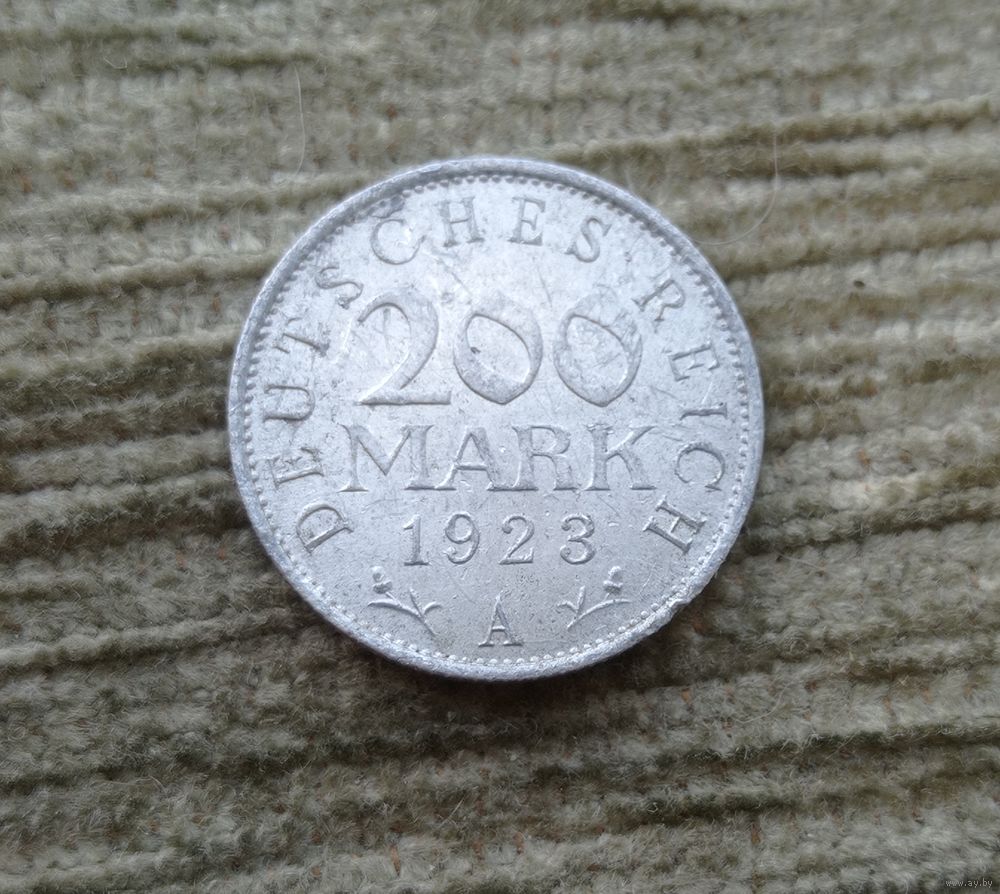 DEUTSCHES REICH
200
MARK
1923
A
www.ay.by